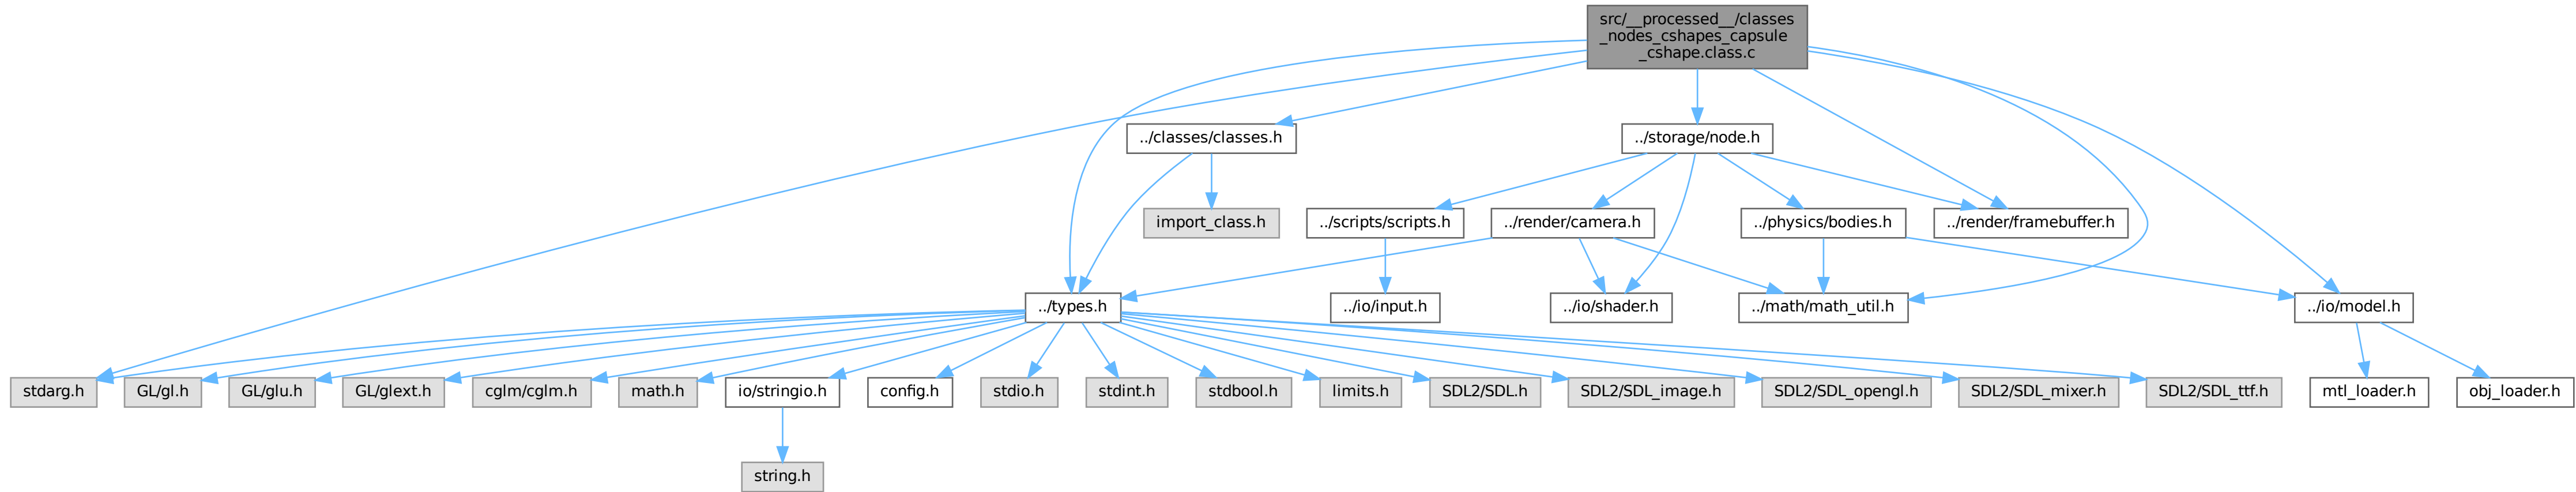 src/__processed__/classes
_nodes_cshapes_capsule
_cshape.class.c
../classes/classes.h
../storage/node.h
import_class.h
../scripts/scripts.h
../render/camera.h
../physics/bodies.h
../render/framebuffer.h
../types.h
../io/input.h
../io/shader.h
../math/math_util.h
../io/model.h
stdarg.h
GL/gl.h
GL/glu.h
GL/glext.h
cglm/cglm.h
math.h
io/stringio.h
config.h
stdio.h
stdint.h
stdbool.h
limits.h
SDL2/SDL.h
SDL2/SDL_image.h
SDL2/SDL_opengl.h
SDL2/SDL_mixer.h
SDL2/SDL_ttf.h
mtl_loader.h
obj_loader.h
string.h